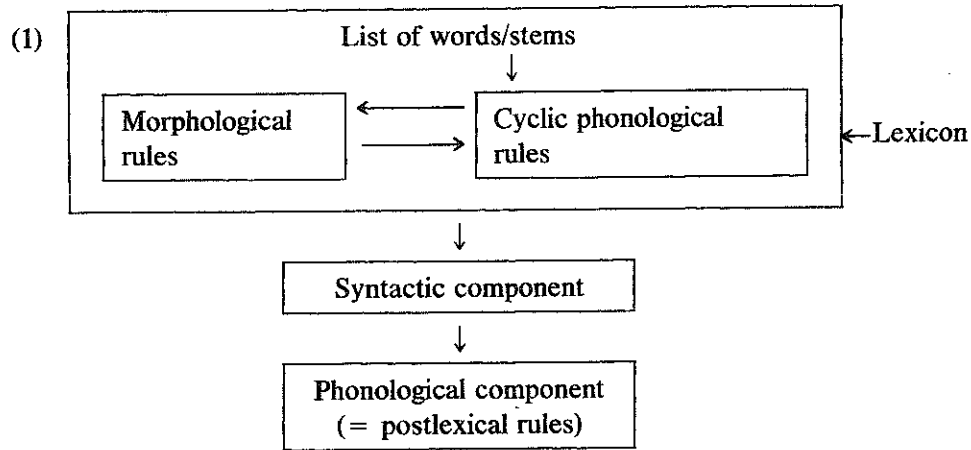 (1)
List of words/stems
Morphological
rules
Cyclic phonological
rules
Lexicon
Syntactic component
Phonological component
(= postlexical rules)